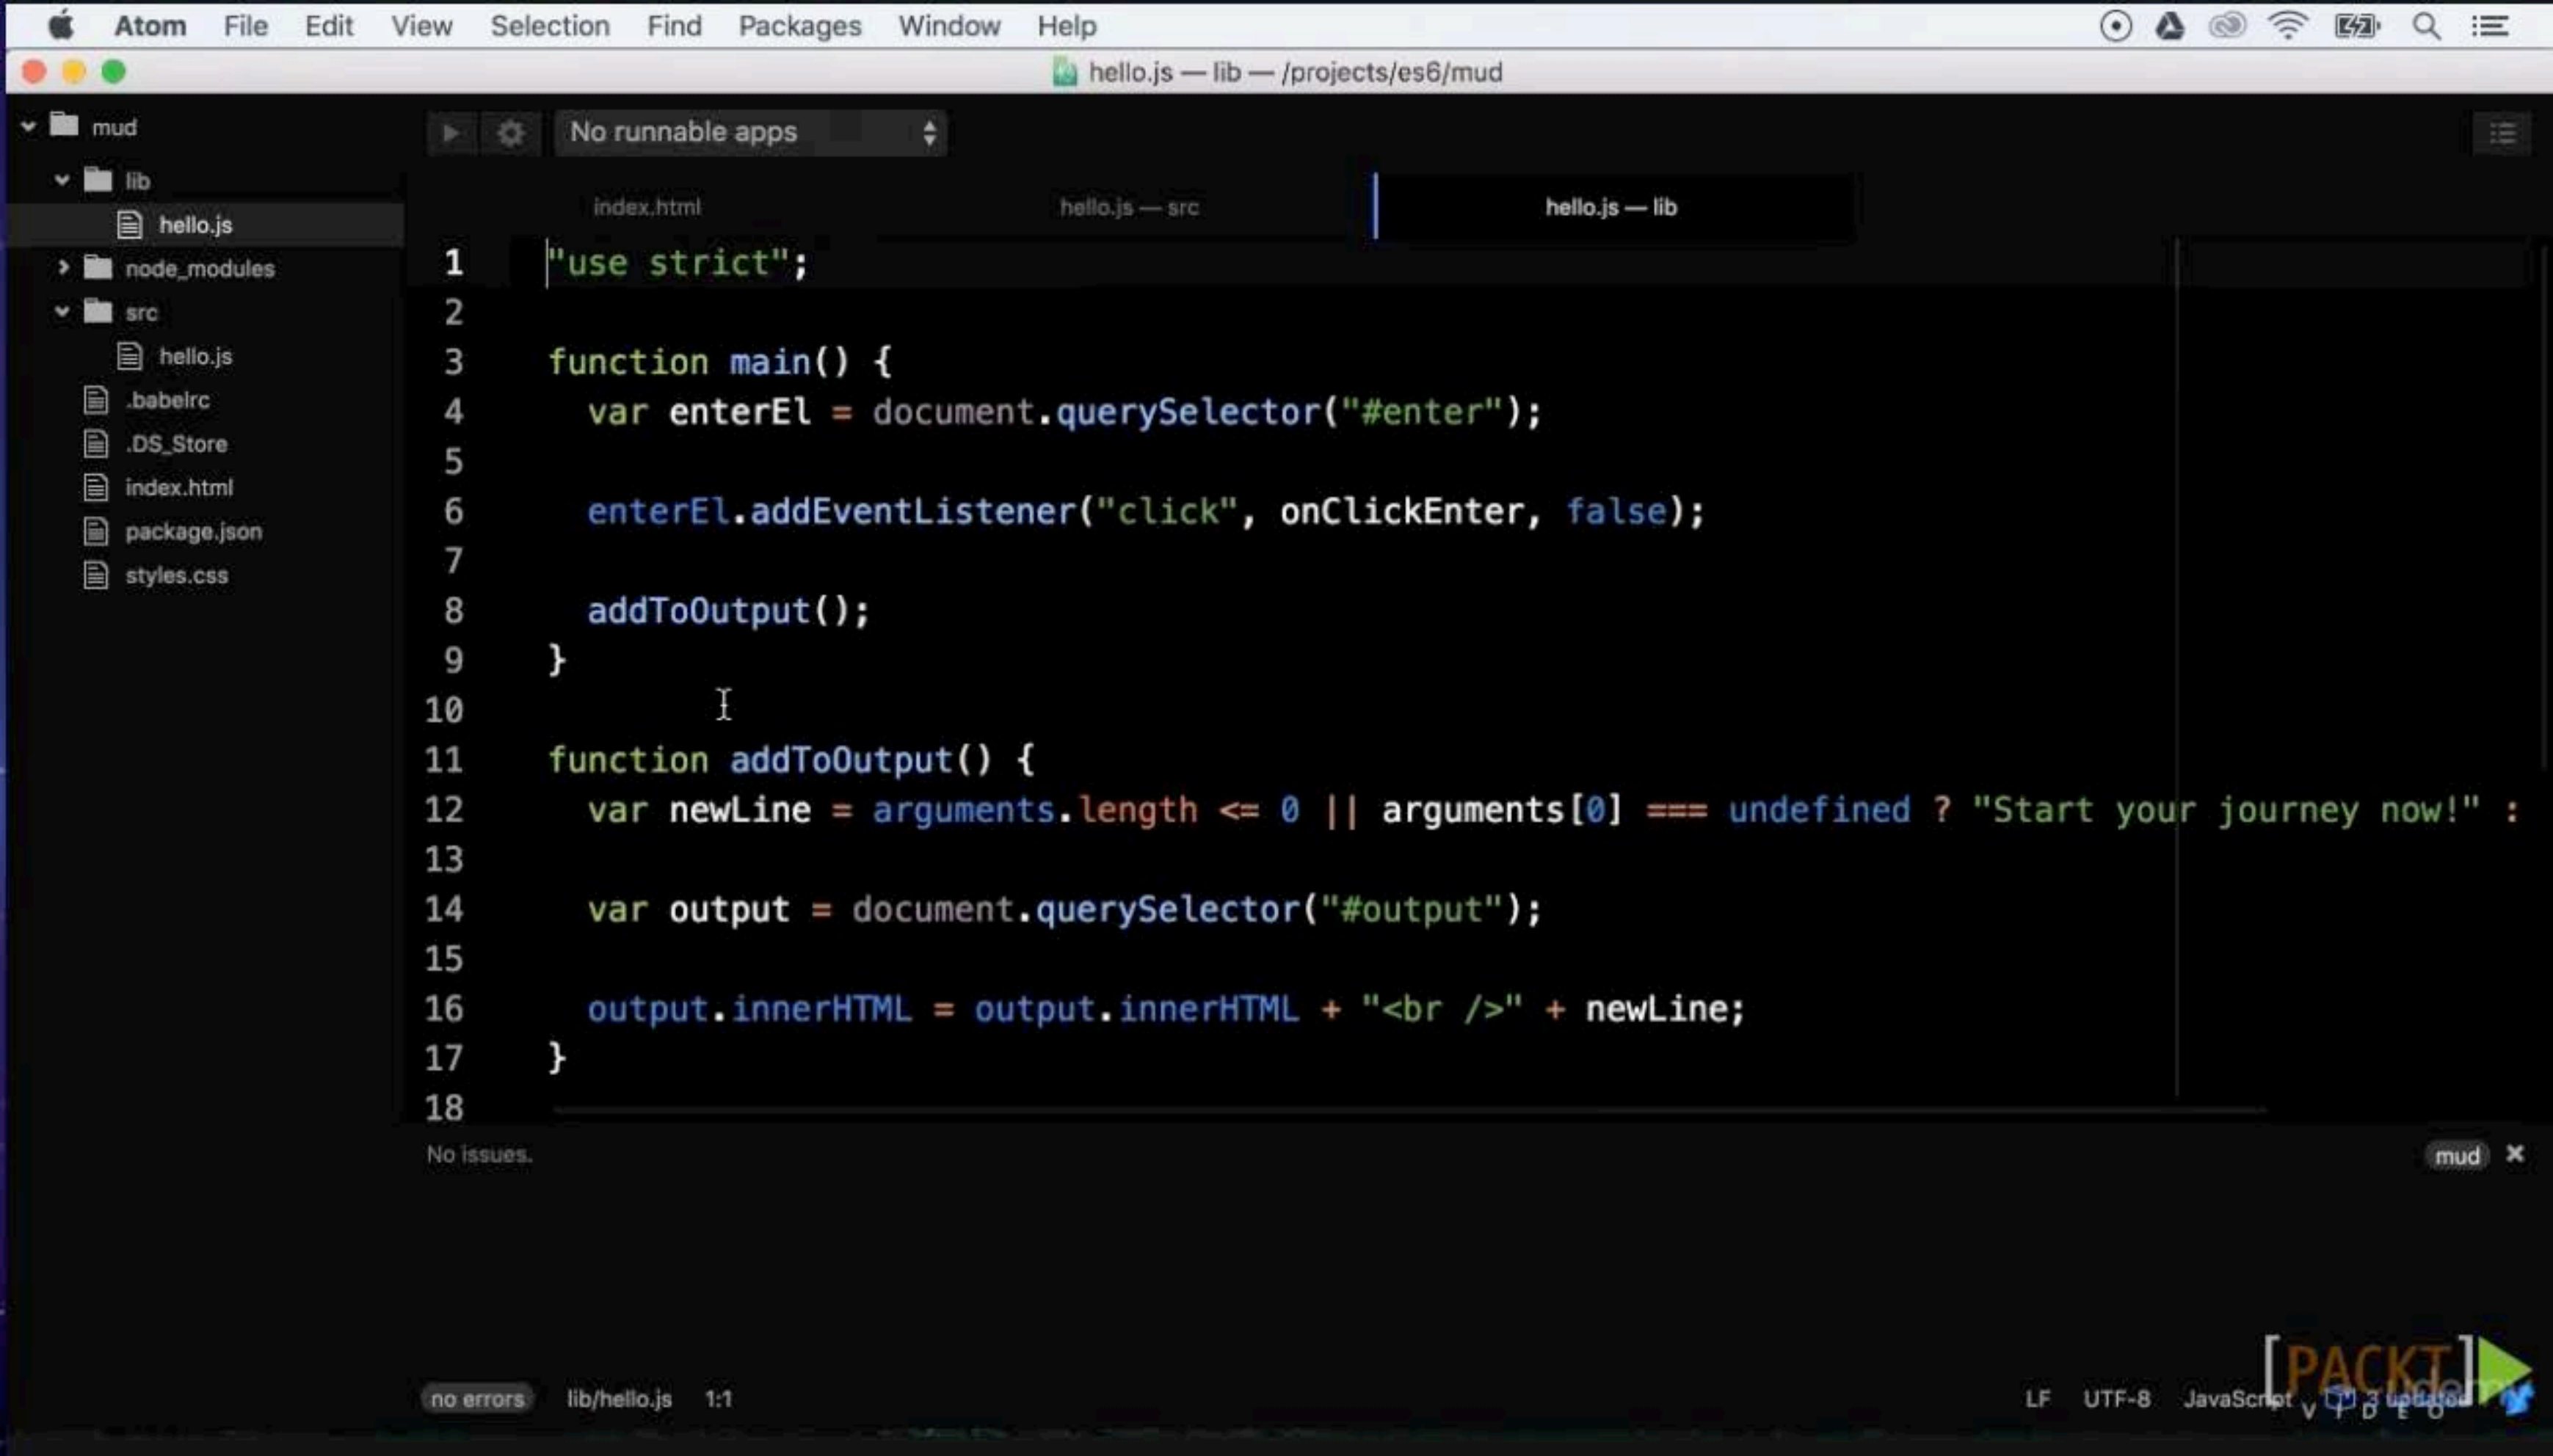 Atom File Edit View Selection Find Packages Window Help
hello.js — lib — /projects/es6/mud
mud
lib
hello.js
node_modules
src
hello.js
.babelrc
.DS_Store
index.html
package.json
styles.css
No runnable apps
index.html hello.js — src hello.js — lib
1 "use strict";
2
3 function main() {
4 var enterEl = document.querySelector("#enter");
5
6 enterEl.addEventListener("click", onClickEnter, false);
7
8 addToOutput();
9 }
10
11 function addToOutput() {
12 var newLine = arguments.length <= 0 || arguments[0] === undefined ? "Start your journey now!" :
13
14 var output = document.querySelector("#output");
15
16 output.innerHTML = output.innerHTML + "<br />" + newLine;
17 }
18
No issues. mud
[PACKT]
VIDEO
no errors lib/hello.js 1:1 LF UTF-8 JavaScript 3 updates